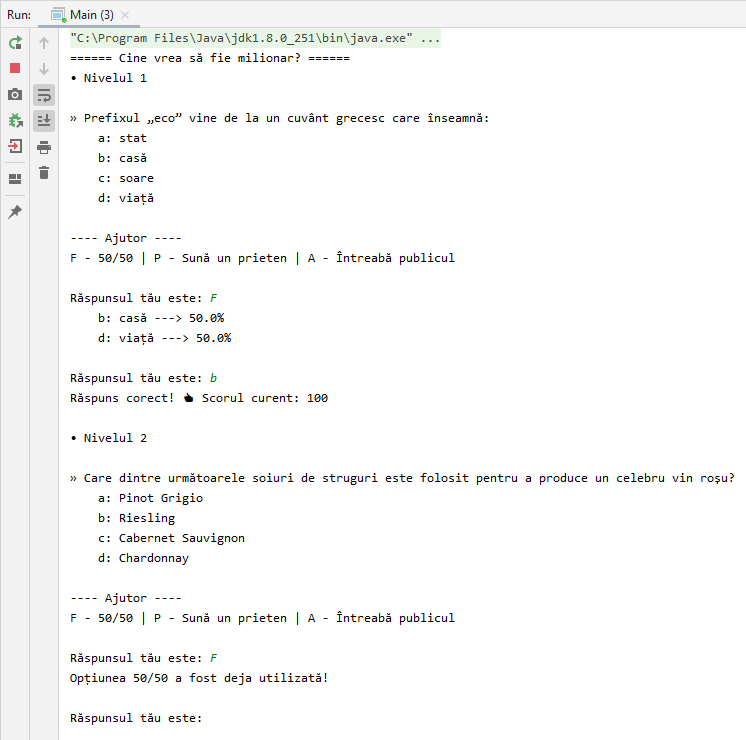 Run: Main (3)
"C:\Program Files\Java\jdk1.8.0_251\bin\java.exe" ...
====== Cine vrea să fie milionar? ======
• Nivelul 1
» Prefixul „eco” vine de la un cuvânt grecesc care înseamnă:
a: stat
b: casă
c: soare
d: viață
---- Ajutor ----
F - 50/50 | P - Sună un prieten | A - Întreabă publicul
Răspunsul tău este: F
b: casă ---> 50.0%
d: viață ---> 50.0%
Răspunsul tău este: b
Răspuns corect! 👍 Scorul curent: 100
• Nivelul 2
» Care dintre următoarele soiuri de struguri este folosit pentru a produce un celebru vin roșu?
a: Pinot Grigio
b: Riesling
c: Cabernet Sauvignon
d: Chardonnay
---- Ajutor ----
F - 50/50 | P - Sună un prieten | A - Întreabă publicul
Răspunsul tău este: F
Opțiunea 50/50 a fost deja utilizată!
Răspunsul tău este: